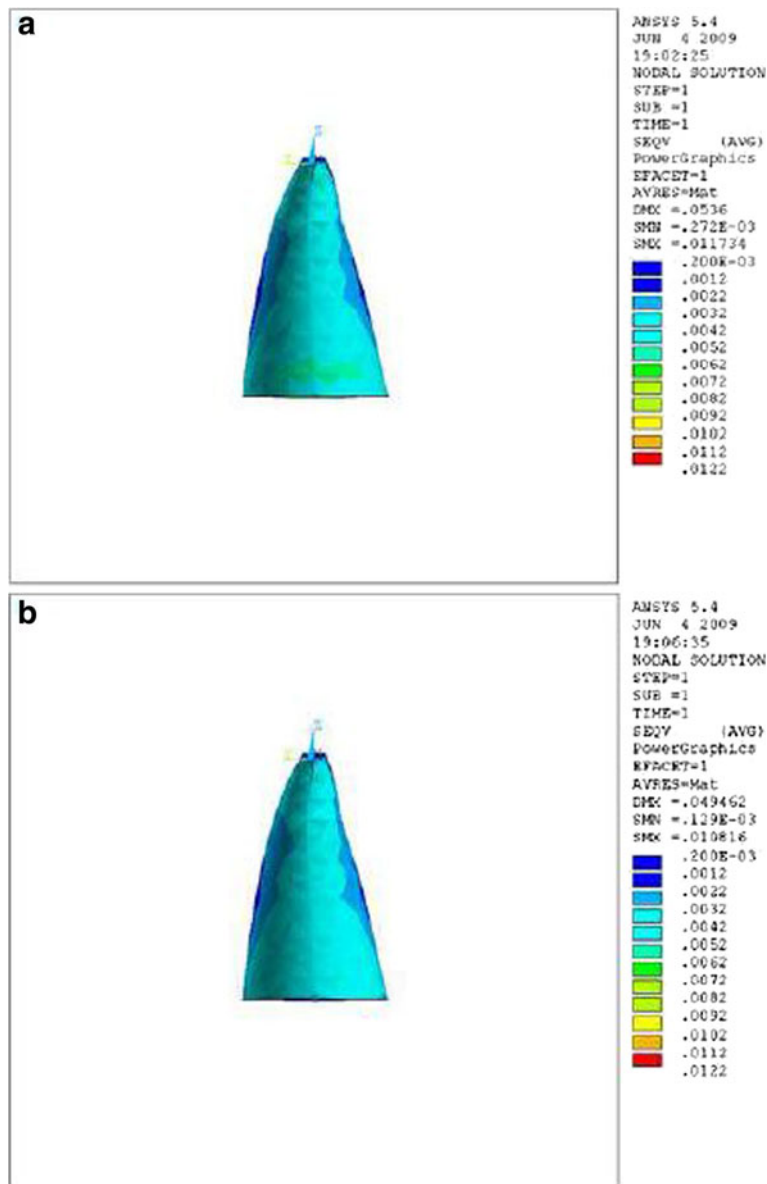 a
ANSYS 5.4
JUN 4 2009
19:02:25
NODAL SOLUTION
STEP=1
SUB =1
TIME=1
SEQV (AVG)
PowerGraphics
EFACET=1
AVRES=Mat
DMX =.0536
SMN =.272E-03
SMX =.011734
.200E-03
.0012
.0022
.0032
.0042
.0052
.0062
.0072
.0082
.0092
.0102
.0112
.0122
b
ANSYS 5.4
JUN 4 2009
19:06:35
NODAL SOLUTION
STEP=1
SUB =1
TIME=1
SEQV (AVG)
PowerGraphics
EFACET=1
AVRES=Mat
DMX =.049462
SMN =.129E-03
SMX =.010816
.200E-03
.0012
.0022
.0032
.0042
.0052
.0062
.0072
.0082
.0092
.0102
.0112
.0122